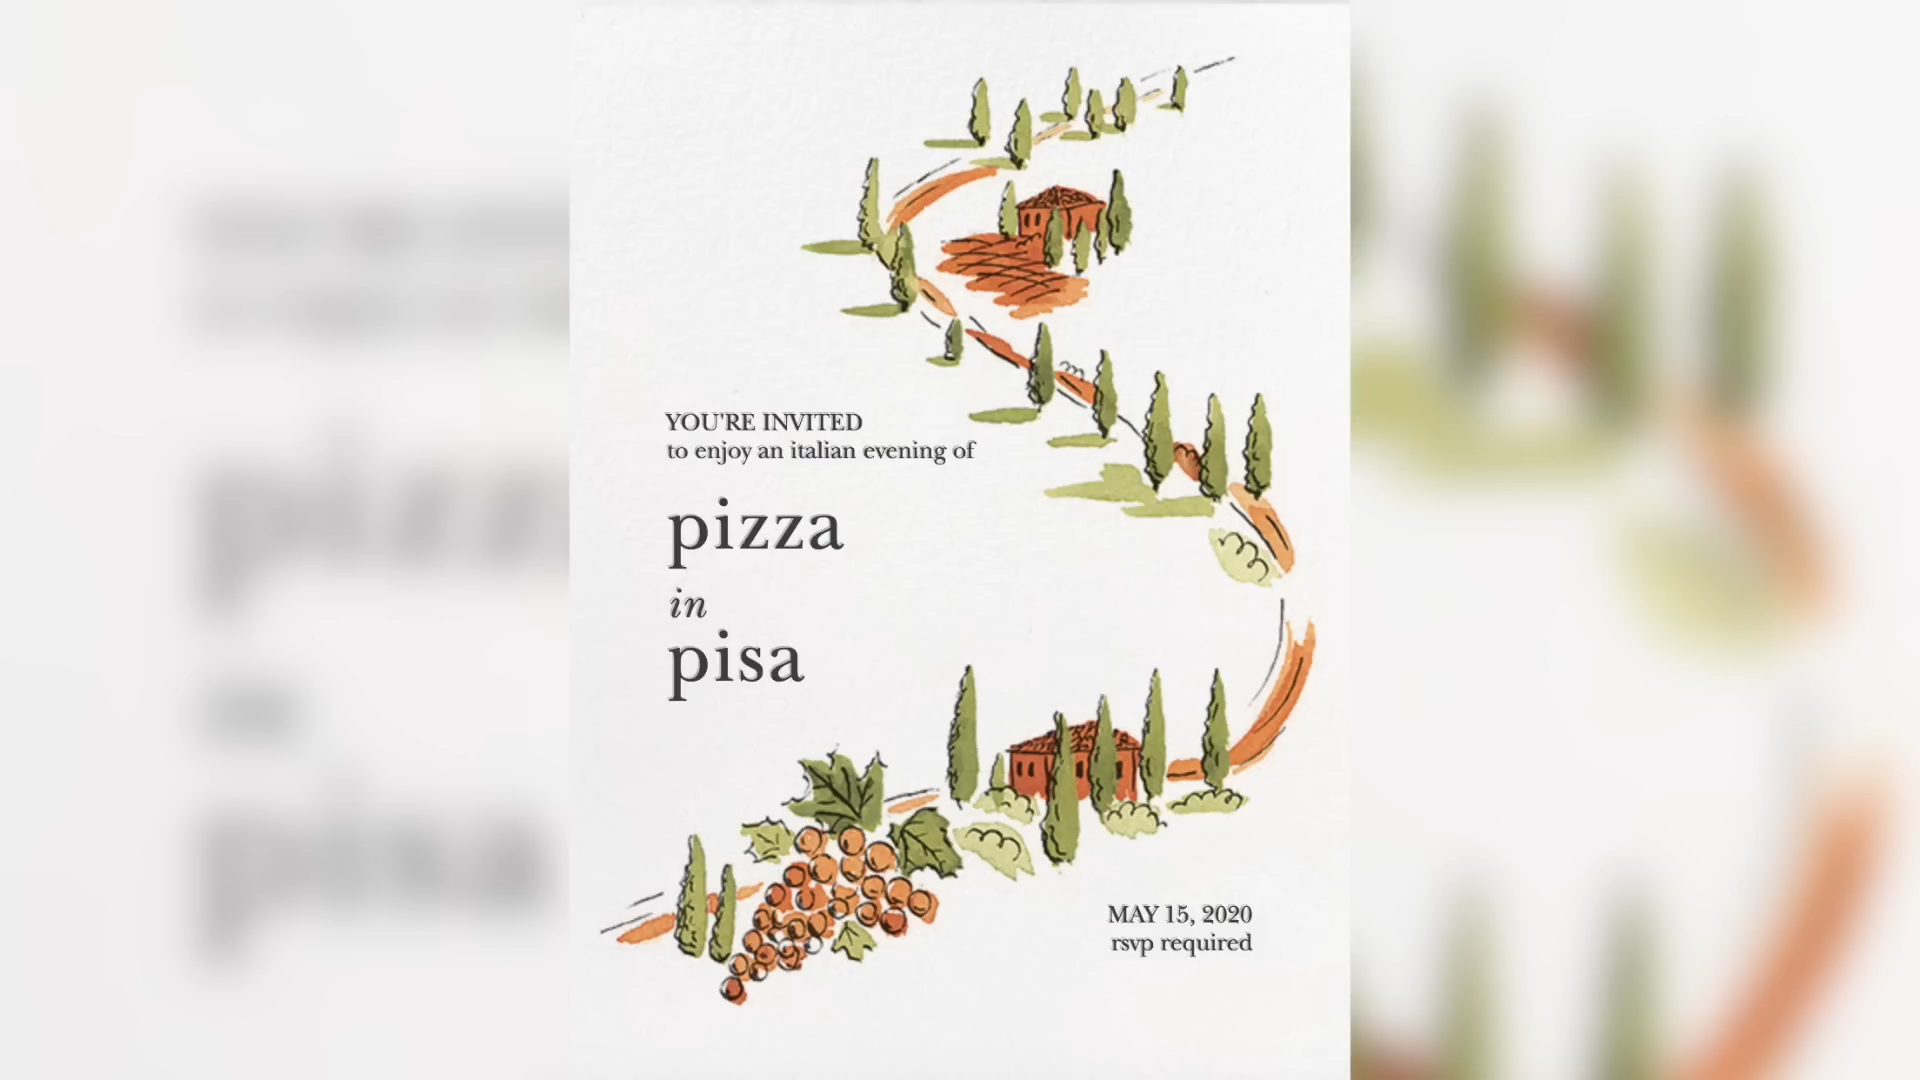 YOU'RE INVITED
to enjoy an italian evening of
pizza
in
pisa
MAY 15, 2020
rsvp required